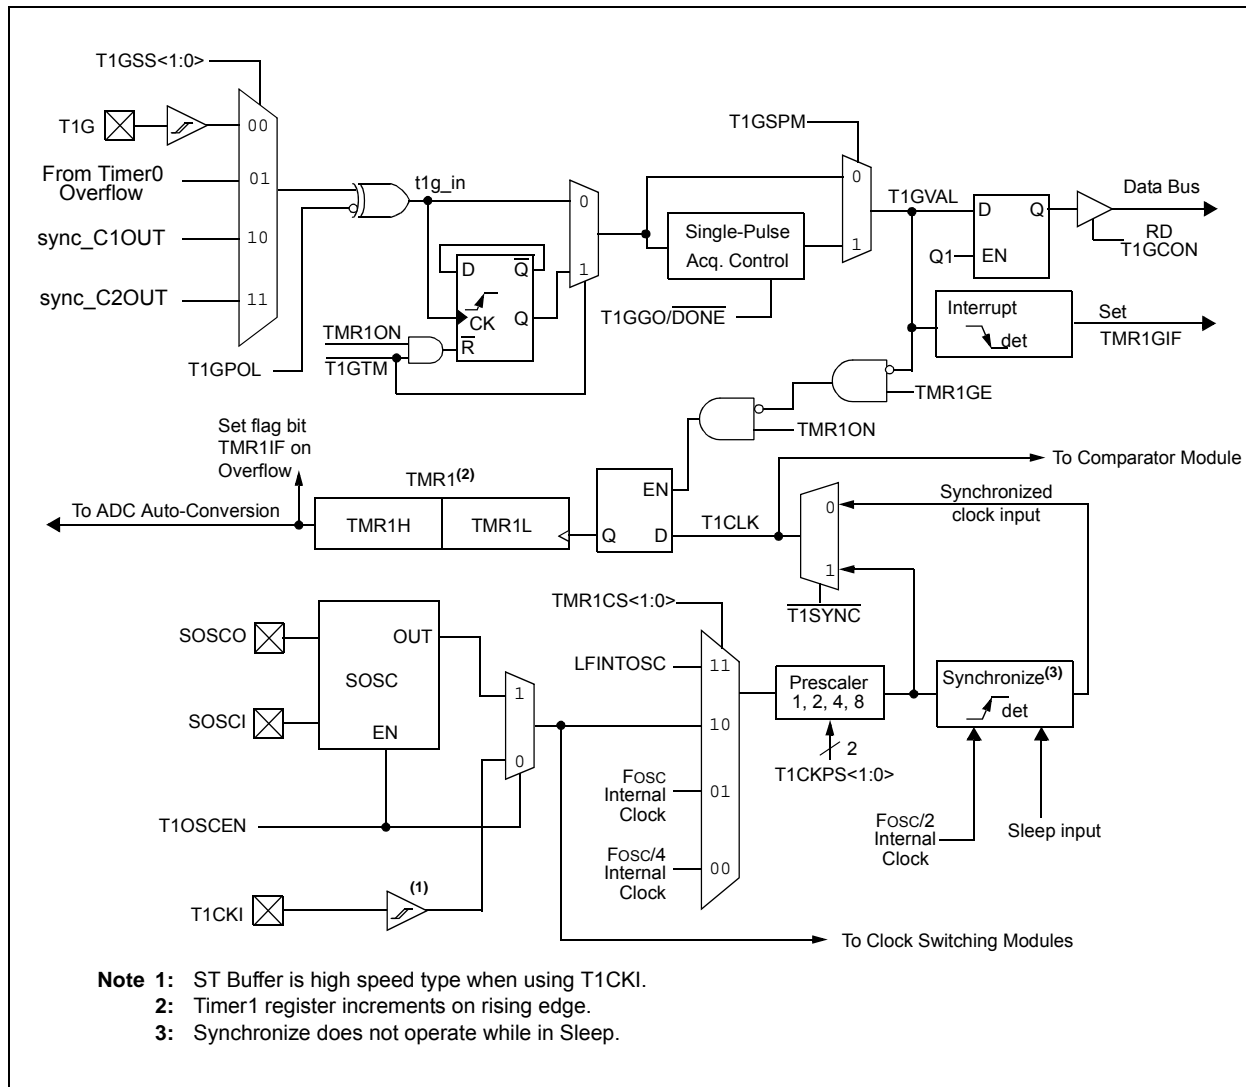 T1GSS<1:0>
T1G
00
From Timer0
Overflow
01
sync_C1OUT
10
sync_C2OUT
11
T1GPOL
t1g_in
D
Q
CK
Q
R
TMR1ON
T1GTM
0
1
T1GSPM
Single-Pulse
Acq. Control
T1GGO/DONE
0
1
T1GVAL
D
Q
Q1
EN
Data Bus
RD
T1GCON
Interrupt
det
Set
TMR1GIF
TMR1GE
TMR1ON
Set flag bit
TMR1IF on
Overflow
To ADC Auto-Conversion
TMR1(2)
TMR1H
TMR1L
EN
Q
D
T1CLK
To Comparator Module
Synchronized
clock input
0
1
T1SYNC
SOSCO
SOSCI
OUT
SOSC
EN
1
0
T1OSCEN
T1CKI
(1)
TMR1CS<1:0>
LFINTOSC
11
10
FOSC
Internal
Clock
01
FOSC/4
Internal
Clock
00
Prescaler
1, 2, 4, 8
2
T1CKPS<1:0>
Synchronize(3)
det
FOSC/2
Internal
Clock
Sleep input
To Clock Switching Modules
Note 1: ST Buffer is high speed type when using T1CKI.
2: Timer1 register increments on rising edge.
3: Synchronize does not operate while in Sleep.